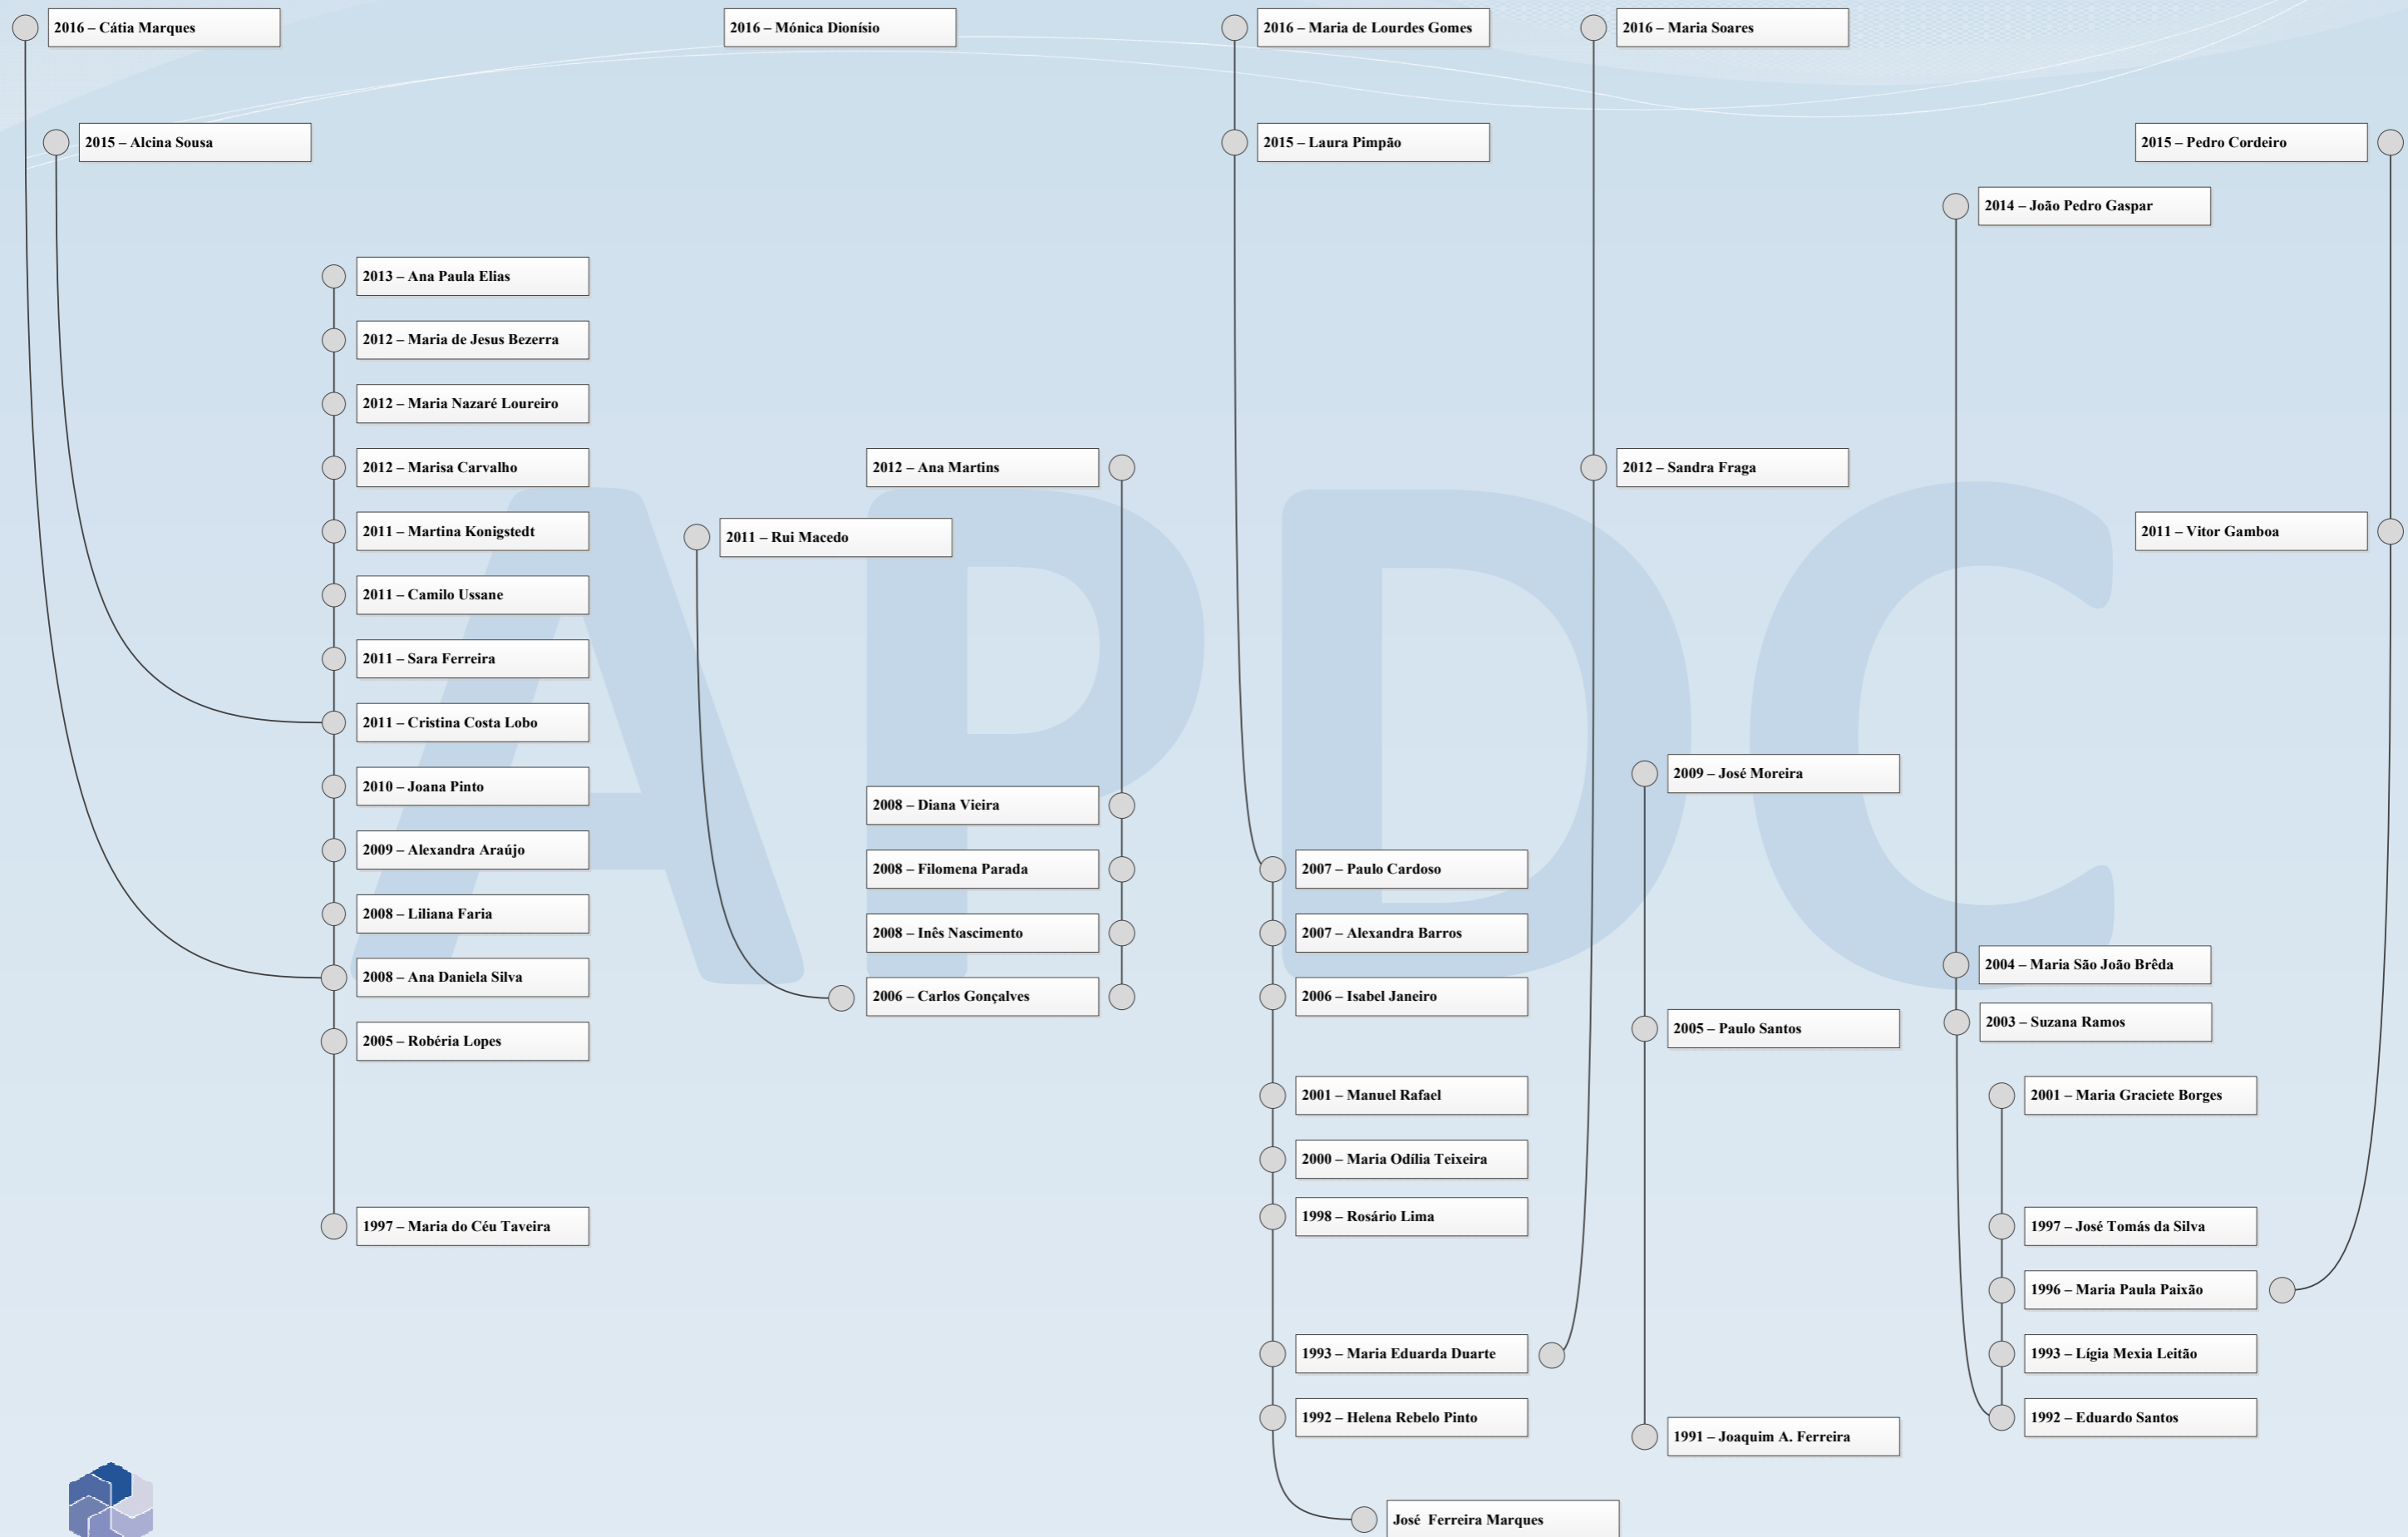 2016 – Cátia Marques
2016 – Mónica Dionísio
2016 – Maria de Lourdes Gomes
2016 – Maria Soares
2015 – Alcina Sousa
2015 – Laura Pimpão
2015 – Pedro Cordeiro
2014 – João Pedro Gaspar
2013 – Ana Paula Elias
2012 – Maria de Jesus Bezerra
2012 – Maria Nazaré Loureiro
2012 – Marisa Carvalho
2012 – Ana Martins
2012 – Sandra Fraga
2011 – Martina Konigstedt
2011 – Rui Macedo
2011 – Vitor Gamboa
2011 – Camilo Ussane
2011 – Sara Ferreira
2011 – Cristina Costa Lobo
APDC
2009 – José Moreira
2010 – Joana Pinto
2008 – Diana Vieira
2009 – Alexandra Araújo
2008 – Filomena Parada
2007 – Paulo Cardoso
2008 – Liliana Faria
2008 – Inês Nascimento
2007 – Alexandra Barros
2004 – Maria São João Brêda
2008 – Ana Daniela Silva
2006 – Carlos Gonçalves
2006 – Isabel Janeiro
2003 – Suzana Ramos
2005 – Paulo Santos
2005 – Robéria Lopes
2001 – Manuel Rafael
2001 – Maria Graciete Borges
2000 – Maria Odília Teixeira
1998 – Rosário Lima
1997 – Maria do Céu Taveira
1997 – José Tomás da Silva
1996 – Maria Paula Paixão
1993 – Maria Eduarda Duarte
1993 – Lígia Mexia Leitão
1992 – Helena Rebelo Pinto
1992 – Eduardo Santos
1991 – Joaquim A. Ferreira
José Ferreira Marques